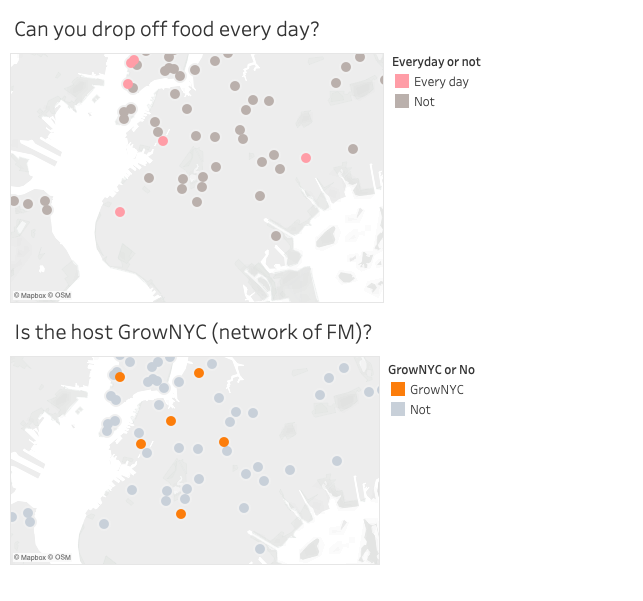 Can you drop off food every day?
Everyday or not
Every day
Not
© Mapbox © OSM
Is the host GrowNYC (network of FM)?
GrowNYC or No
GrowNYC
Not
© Mapbox © OSM